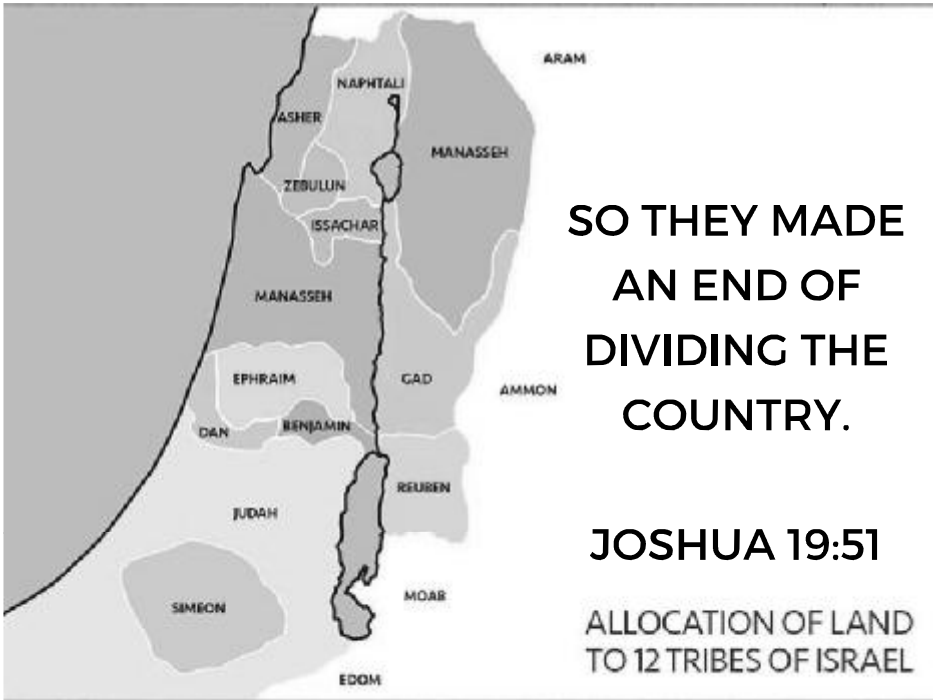 ARAM
NAPHTALI
ASHER
MANASSEH
ZEBULUN
ISSACHAR
MANASSEH
EPHRAIM
GAD
AMMON
DAN
BENJAMIN
REUBEN
JUDAH
MOAB
SIMEON
EDOM
SO THEY MADE
AN END OF
DIVIDING THE
COUNTRY.
JOSHUA 19:51
ALLOCATION OF LAND
TO 12 TRIBES OF ISRAEL